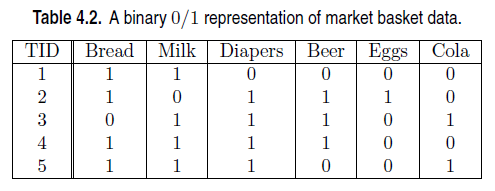 Table 4.2. A binary 0/1 representation of market basket data.
TID Bread Milk Diapers Beer Eggs Cola
1 1 1 0 0 0 0
2 1 0 1 1 1 0
3 0 1 1 1 0 1
4 1 1 1 1 0 0
5 1 1 1 0 0 1